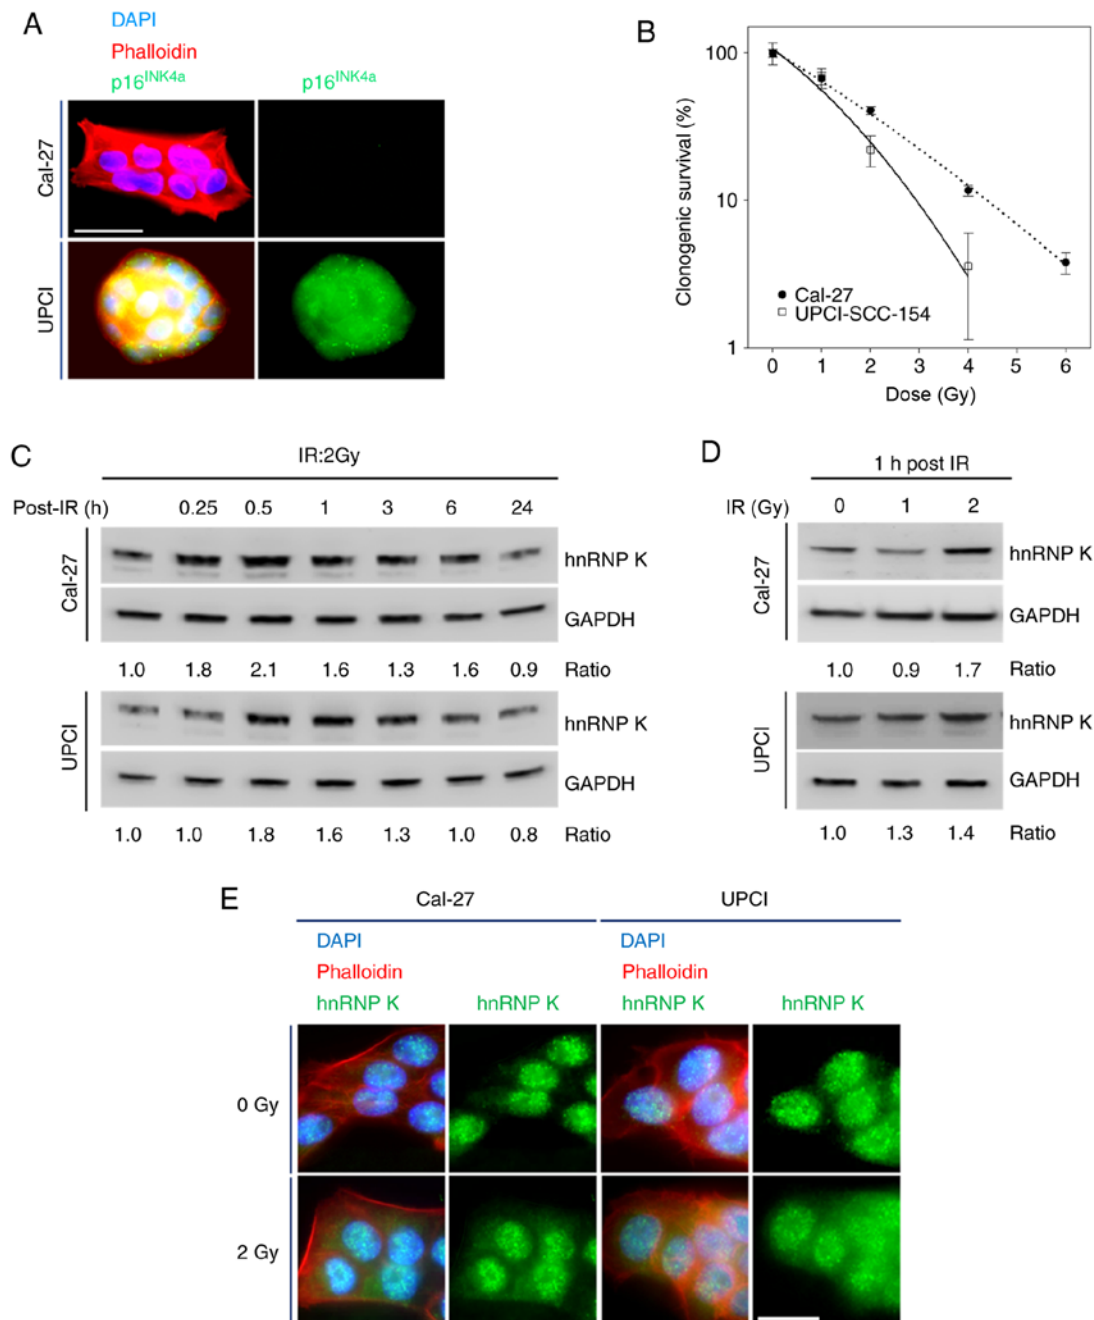 A
DAPI
Phalloidin
p16INK4a
p16INK4a
Cal-27
UPCI
B
Clonogenic survival (%)
100
10
1
Cal-27
UPCI-SCC-154
0 1 2 3 4 5 6
Dose (Gy)
C
IR:2Gy
Post-IR (h) 0.25 0.5 1 3 6 24
Cal-27
hnRNP K
GAPDH
1.0 1.8 2.1 1.6 1.3 1.6 0.9 Ratio
UPCI
hnRNP K
GAPDH
1.0 1.0 1.8 1.6 1.3 1.0 0.8 Ratio
D
1 h post IR
IR (Gy) 0 1 2
Cal-27
hnRNP K
GAPDH
1.0 0.9 1.7 Ratio
UPCI
hnRNP K
GAPDH
1.0 1.3 1.4 Ratio
E
Cal-27 UPCI
DAPI DAPI
Phalloidin Phalloidin
hnRNP K hnRNP K hnRNP K hnRNP K
0 Gy
2 Gy